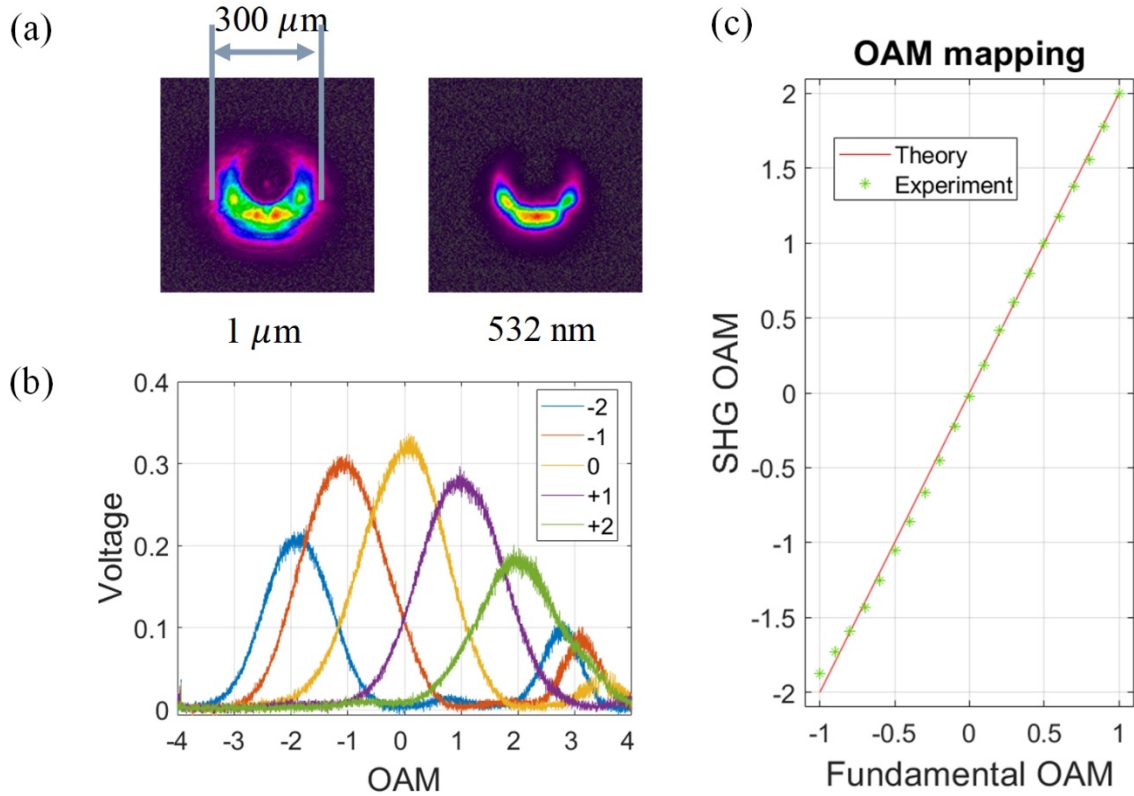 (a)
300 μm
1 μm
532 nm
(b)
0.4
0.3
0.2
0.1
0
Voltage
-4 -3 -2 -1 0 1 2 3 4
OAM
-2
-1
0
+1
+2
(c)
OAM mapping
2
1.5
1
0.5
0
-0.5
-1
-1.5
-2
SHG OAM
Theory
Experiment
-1 -0.5 0 0.5 1
Fundamental OAM